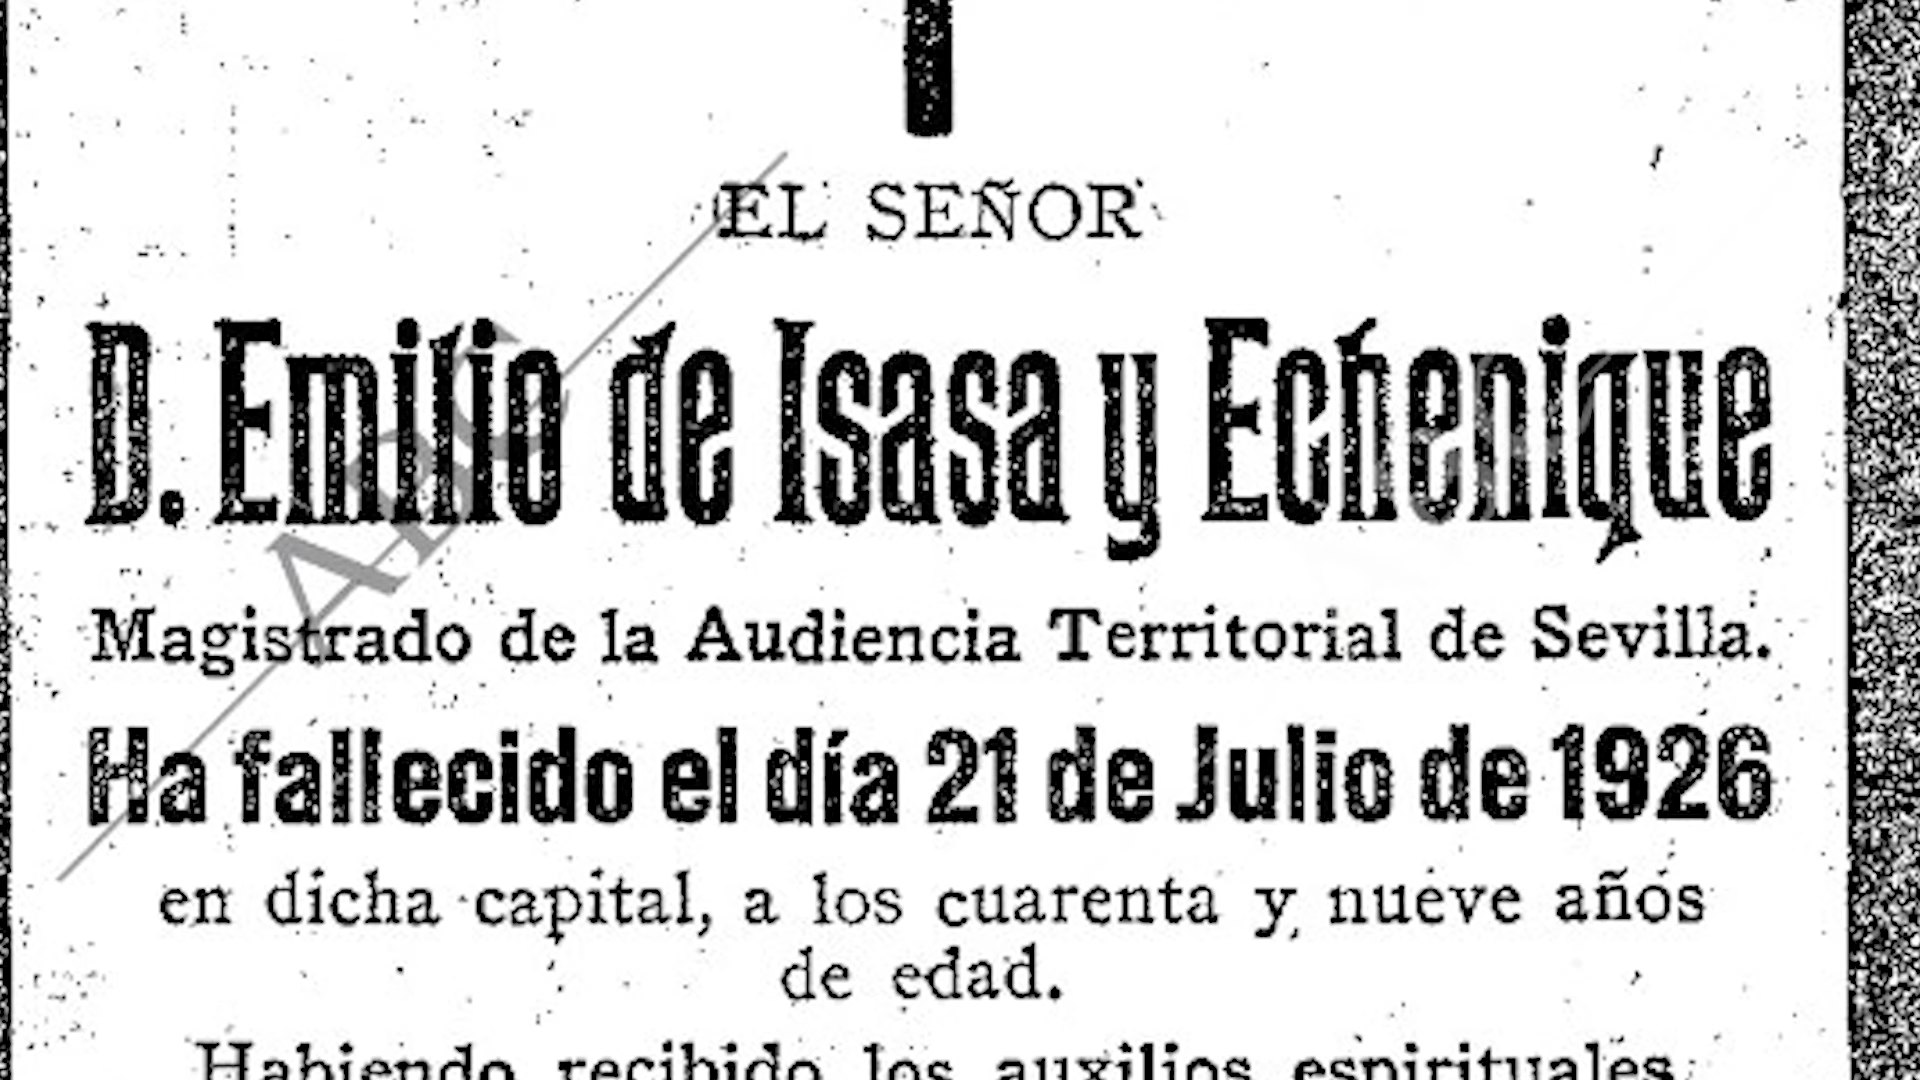 EL SEÑOR
D. Emilio de Isasa y Echenique
Magistrado de la Audiencia Territorial de Sevilla.
Ha fallecido el día 21 de Julio de 1926
en dicha capital, a los cuarenta y nueve años
de edad.
Habiendo recibido los auxilios espirituales
ABC